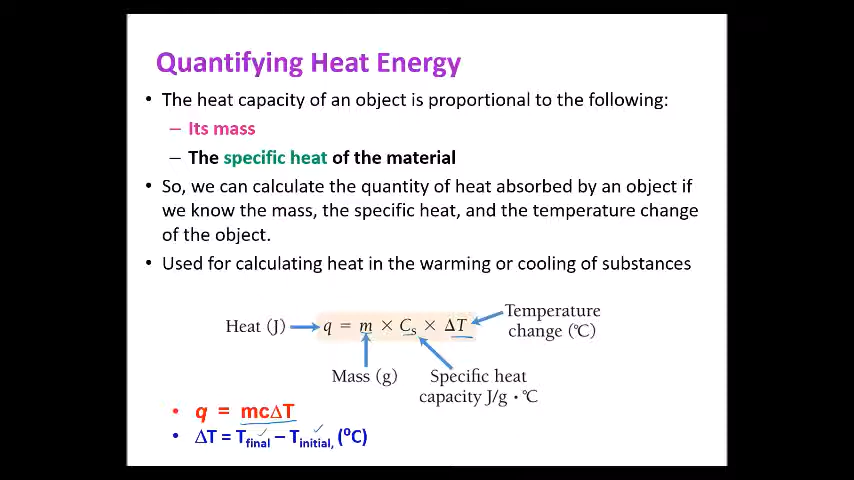 Quantifying Heat Energy
• The heat capacity of an object is proportional to the following:
– Its mass
– The specific heat of the material
• So, we can calculate the quantity of heat absorbed by an object if
we know the mass, the specific heat, and the temperature change
of the object.
• Used for calculating heat in the warming or cooling of substances
Heat (J)
q = m × Cₛ × ΔT
Temperature
change (°C)
Mass (g)
Specific heat
capacity J/g • °C
• q = mcΔT
• ΔT = Tfinal – Tinitial, (⁰C)